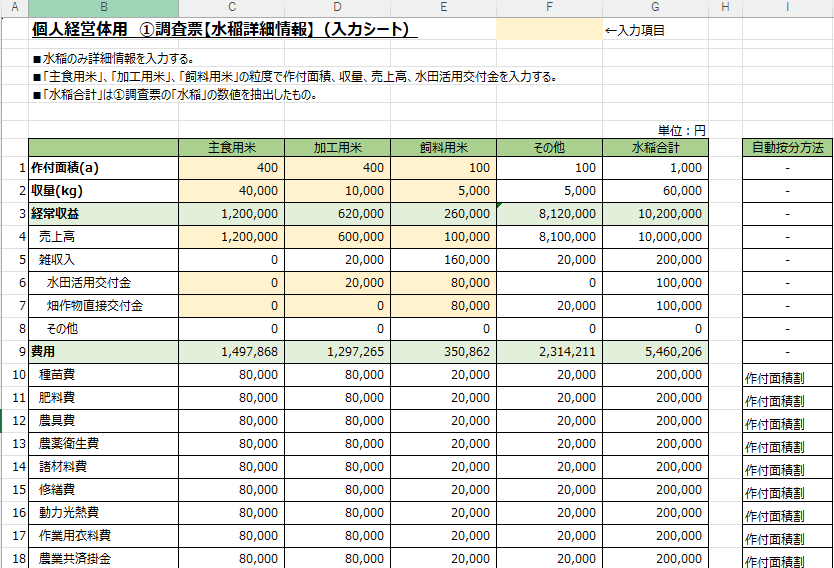 A B C D E F G H I
個人経営体用　①調査票【水稲詳細情報】（入力シート） ←入力項目
■水稲のみ詳細情報を入力する。
■「主食用米」、「加工用米」、「飼料用米」の粒度で作付面積、収量、売上高、水田活用交付金を入力する。
■「水稲合計」は①調査票の「水稲」の数値を抽出したもの。
単位：円
主食用米 加工用米 飼料用米 その他 水稲合計 自動按分方法
1 作付面積(a) 400 400 100 100 1,000 -
2 収量(kg) 40,000 10,000 5,000 5,000 60,000 -
3 経常収益 1,200,000 620,000 260,000 8,120,000 10,200,000 -
4 売上高 1,200,000 600,000 100,000 8,100,000 10,000,000 -
5 雑収入 0 20,000 160,000 20,000 200,000 -
6 水田活用交付金 0 20,000 80,000 0 100,000 -
7 畑作物直接交付金 0 0 80,000 20,000 100,000 -
8 その他 0 0 0 0 0 -
9 費用 1,497,868 1,297,265 350,862 2,314,211 5,460,206 -
10 種苗費 80,000 80,000 20,000 20,000 200,000 作付面積割
11 肥料費 80,000 80,000 20,000 20,000 200,000 作付面積割
12 農具費 80,000 80,000 20,000 20,000 200,000 作付面積割
13 農薬衛生費 80,000 80,000 20,000 20,000 200,000 作付面積割
14 諸材料費 80,000 80,000 20,000 20,000 200,000 作付面積割
15 修繕費 80,000 80,000 20,000 20,000 200,000 作付面積割
16 動力光熱費 80,000 80,000 20,000 20,000 200,000 作付面積割
17 作業用衣料費 80,000 80,000 20,000 20,000 200,000 作付面積割
18 農業共済掛金 80,000 80,000 20,000 20,000 200,000 作付面積割